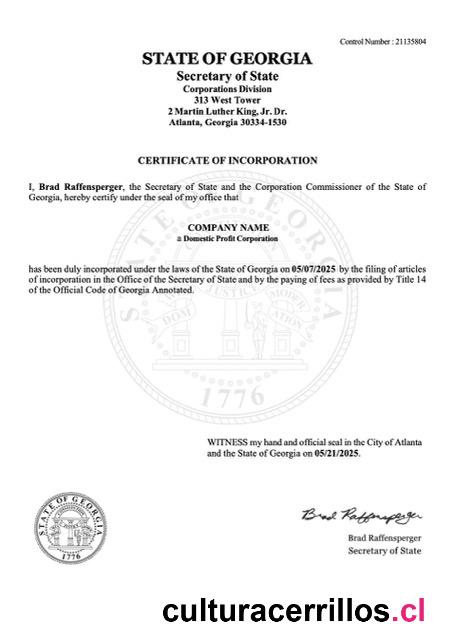 Control Number : 21135804
STATE OF GEORGIA
Secretary of State
Corporations Division
313 West Tower
2 Martin Luther King, Jr. Dr.
Atlanta, Georgia 30334-1530
CERTIFICATE OF INCORPORATION
I, Brad Raffensperger, the Secretary of State and the Corporation Commissioner of the State of
Georgia, hereby certify under the seal of my office that
COMPANY NAME
a Domestic Profit Corporation
has been duly incorporated under the laws of the State of Georgia on 05/07/2025 by the filing of articles
of incorporation in the Office of the Secretary of State and by the paying of fees as provided by Title 14
of the Official Code of Georgia Annotated.
STATE OF GEORGIA
JUSTICE
1776
WITNESS my hand and official seal in the City of Atlanta
and the State of Georgia on 05/21/2025.
STATE OF GEORGIA
1776
Brad Raffensperger
Brad Raffensperger
Secretary of State
culturacerrillos.cl